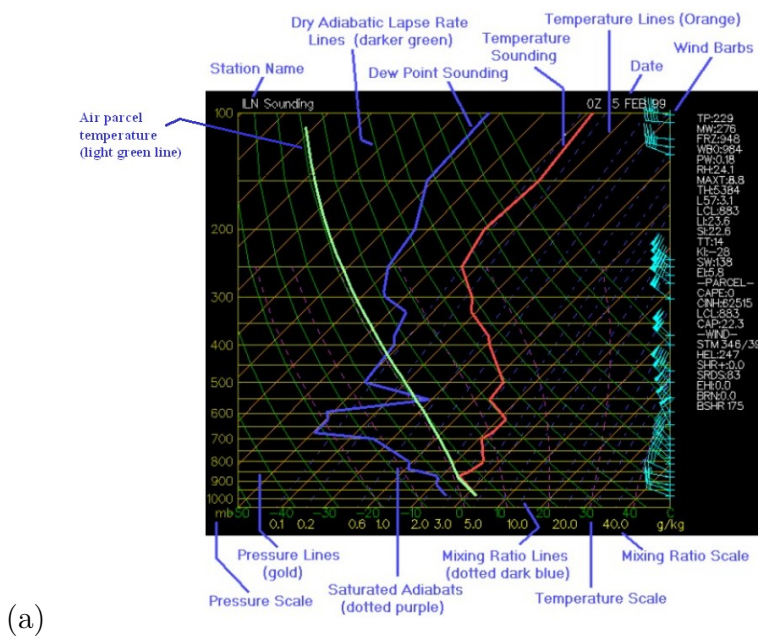 Dry Adiabatic Lapse Rate
Lines (darker green)
Temperature Lines (Orange)
Temperature
Sounding
Wind Barbs
Station Name
Dew Point Sounding
Date
Air parcel
temperature
(light green line)
ILN Sounding
0Z 5 FEB 99
100
200
300
400
500
600
700
800
900
1000
mb
-50
-40
-30
-20
-10
0
10
20
30
40
C
0.1
0.2
0.6
1.0
2.0
3.0
5.0
10.0
20.0
40.0
g/kg
TP:229
MW:276
FRZ:948
WB0:984
PW:0.18
RH:24.1
MAXT:8.8
TH:5384
L57:3.1
LCL:883
LI:23.6
SI:22.6
TT:14
KI:-28
SW:138
EI:5.8
-PARCEL-
CAPE:0
CINH:62515
LCL:883
CAP:22.3
-WIND-
STM 346/39
HEL:247
SHR+:0.0
SRDS:83
EHI:0.0
BRN:0.0
BSHR 175
Pressure Lines
(gold)
Mixing Ratio Lines
(dotted dark blue)
Mixing Ratio Scale
Pressure Scale
Saturated Adiabats
(dotted purple)
Temperature Scale
(a)